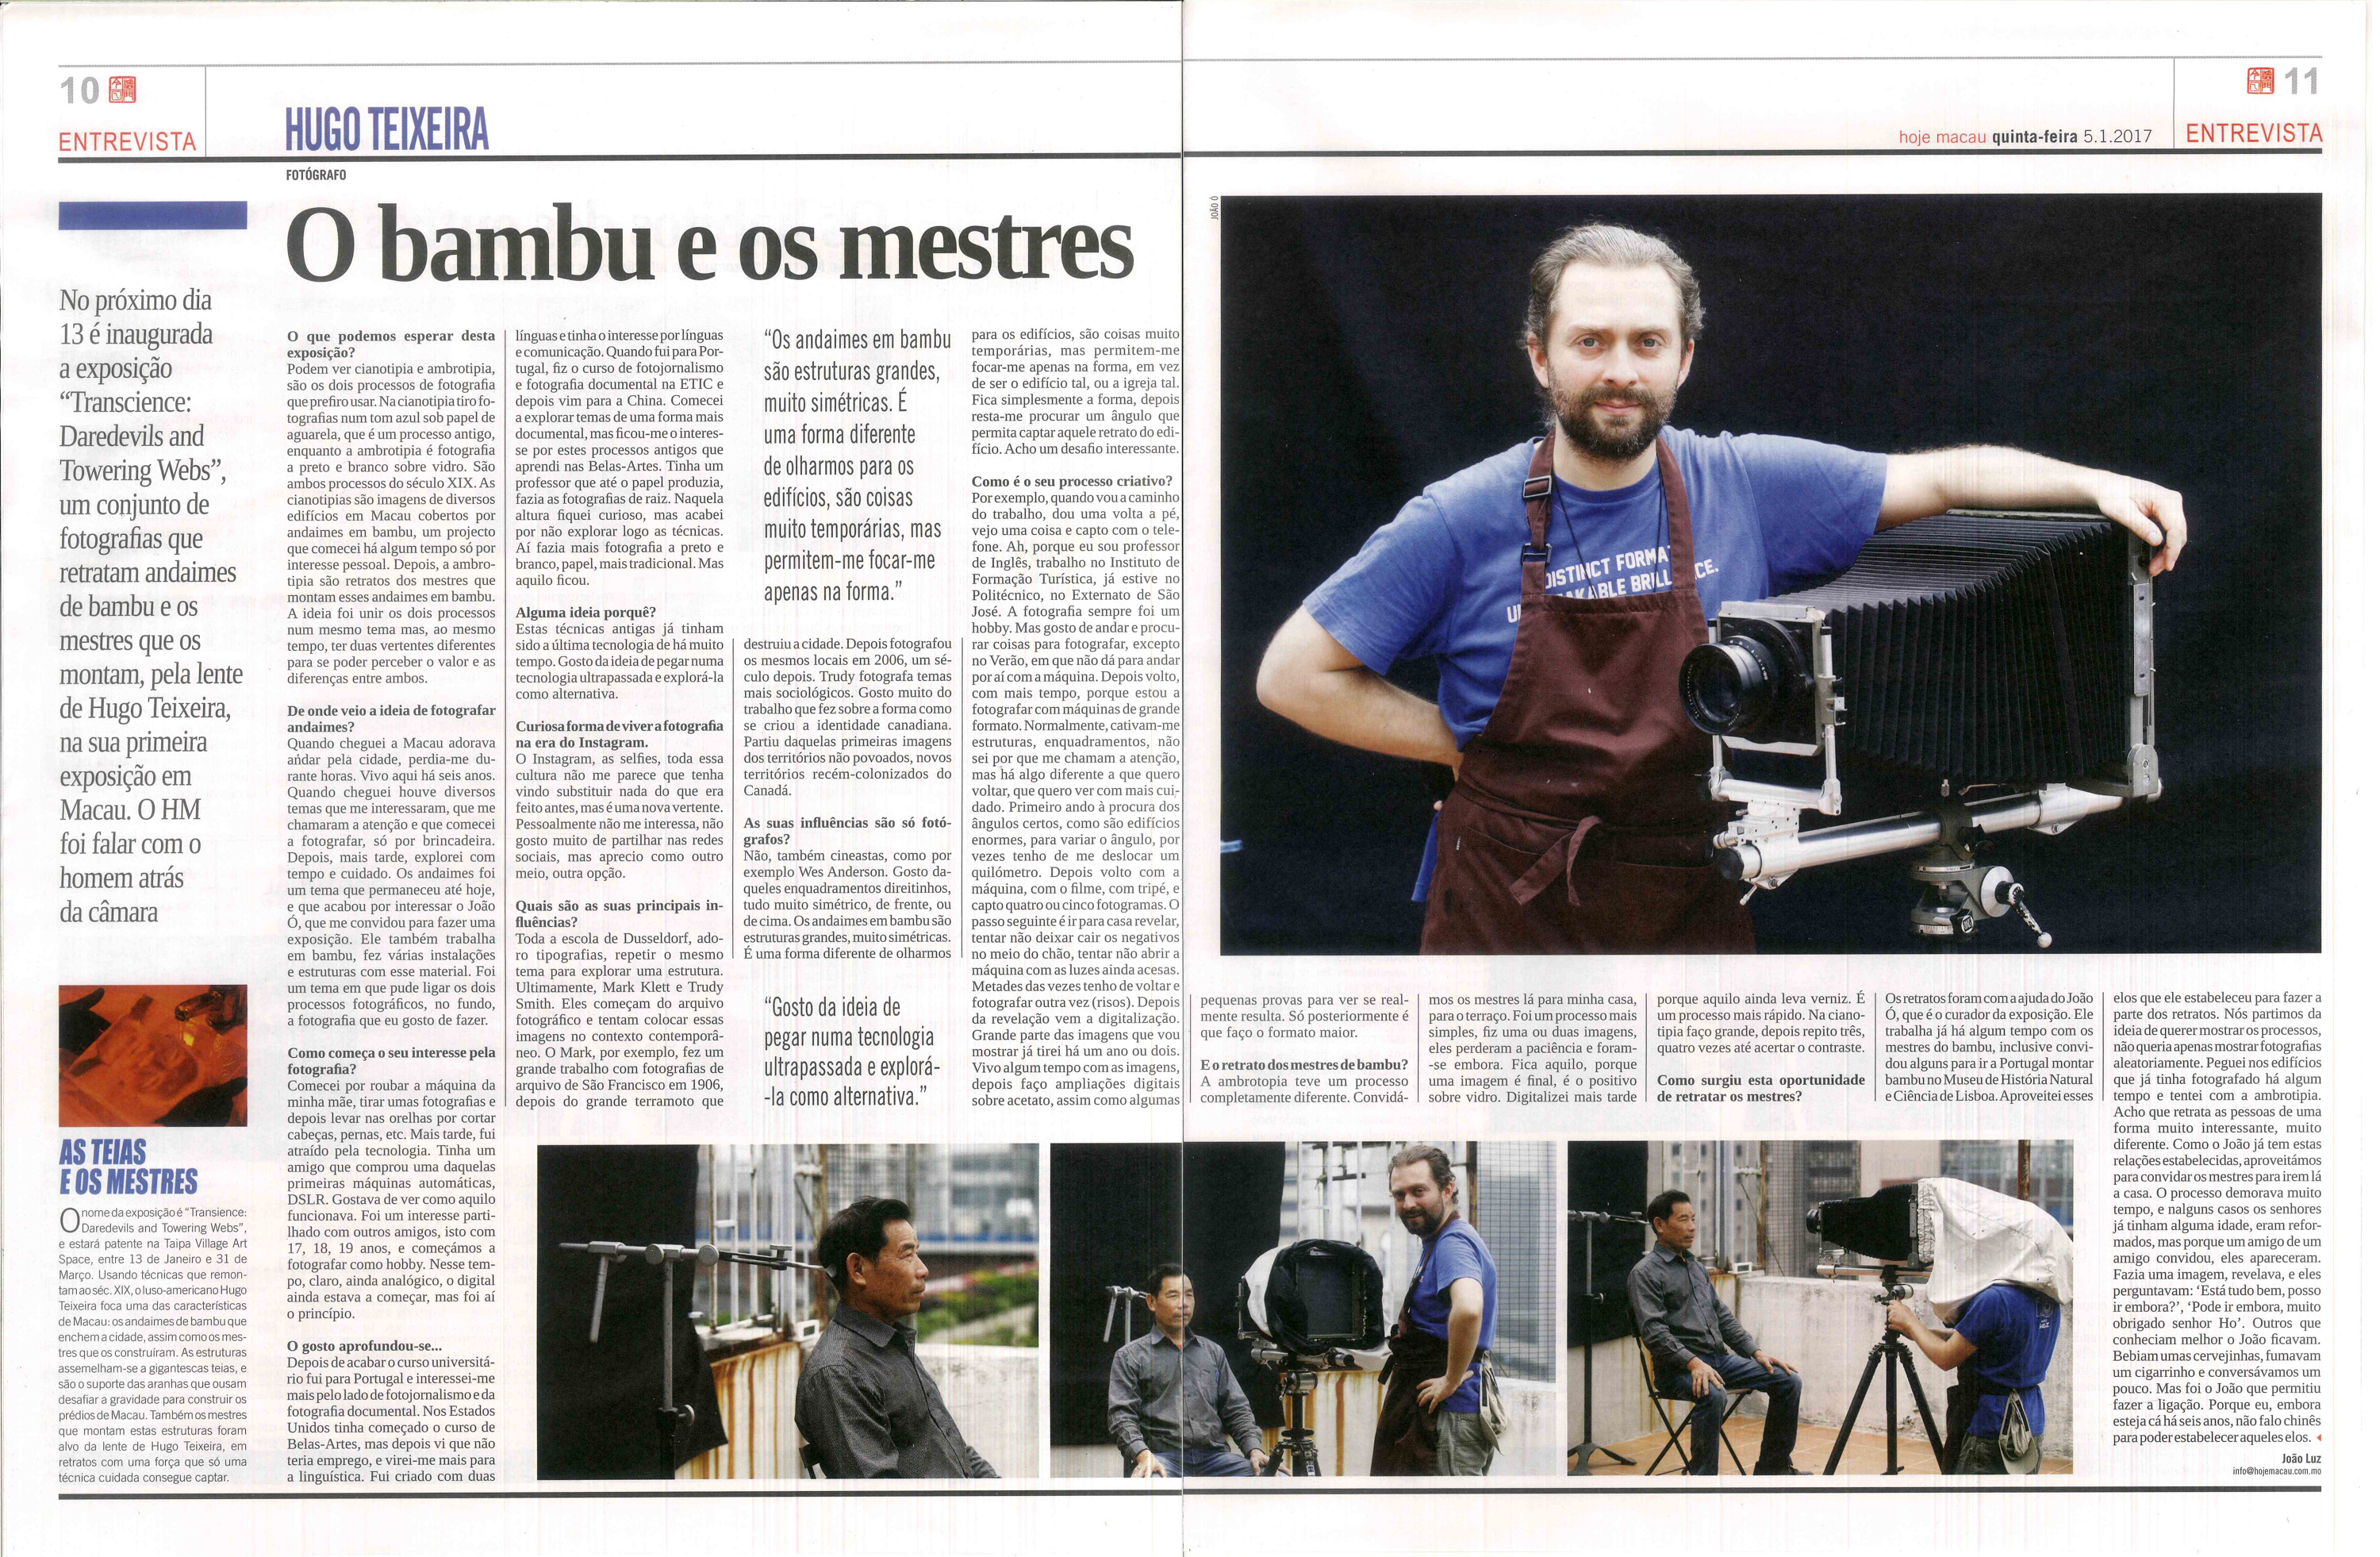 10
ENTREVISTA
HUGO TEIXEIRA
FOTÓGRAFO
hoje macau quinta-feira 5.1.2017
11
ENTREVISTA
O bambu e os mestres
No próximo dia
13 é inaugurada
a exposição
“Transcience:
Daredevils and
Towering Webs”,
um conjunto de
fotografias que
retratam andaimes
de bambu e os
mestres que os
montam, pela lente
de Hugo Teixeira,
na sua primeira
exposição em
Macau. O HM
foi falar com o
homem atrás
da câmara
AS TEIAS
E OS MESTRES
O nome da exposição é “Transience:
Daredevils and Towering Webs”,
e estará patente na Taipa Village Art
Space, entre 13 de Janeiro e 31 de
Março. Usando técnicas que remon-
tam ao séc. XIX, o luso-americano Hugo
Teixeira foca uma das características
de Macau: os andaimes de bambu que
enchem a cidade, assim como os mes-
tres que os construíram. As estruturas
assemelham-se a gigantescas teias, e
são o suporte das aranhas que ousam
desafiar a gravidade para construir os
prédios de Macau. Também os mestres
que montam estas estruturas foram
alvo da lente de Hugo Teixeira, em
retratos com uma força que só uma
técnica cuidada consegue captar.
O que podemos esperar desta
exposição?
Podem ver cianotipia e ambrotipia,
são os dois processos de fotografia
que prefiro usar. Na cianotipia tiro fo-
tografias num tom azul sob papel de
aguarela, que é um processo antigo,
enquanto a ambrotipia é fotografia
a preto e branco sobre vidro. São
ambos processos do século XIX. As
cianotipias são imagens de diversos
edifícios em Macau cobertos por
andaimes em bambu, um projecto
que comecei há algum tempo só por
interesse pessoal. Depois, a ambro-
tipia são retratos dos mestres que
montam esses andaimes em bambu.
A ideia foi unir os dois processos
num mesmo tema mas, ao mesmo
tempo, ter duas vertentes diferentes
para se poder perceber o valor e as
diferenças entre ambos.
De onde veio a ideia de fotografar
andaimes?
Quando cheguei a Macau adorava
andar pela cidade, perdia-me du-
rante horas. Vivo aqui há seis anos.
Quando cheguei houve diversos
temas que me interessaram, que me
chamaram a atenção e que comecei
a fotografar, só por brincadeira.
Depois, mais tarde, explorei com
tempo e cuidado. Os andaimes foi
um tema que permaneceu até hoje,
e que acabou por interessar o João
Ó, que me convidou para fazer uma
exposição. Ele também trabalha
em bambu, fez várias instalações
e estruturas com esse material. Foi
um tema em que pude ligar os dois
processos fotográficos, no fundo,
a fotografia que eu gosto de fazer.
Como começa o seu interesse pela
fotografia?
Comecei por roubar a máquina da
minha mãe, tirar umas fotografias e
depois levar nas orelhas por cortar
cabeças, pernas, etc. Mais tarde, fui
atraído pela tecnologia. Tinha um
amigo que comprou uma daquelas
primeiras máquinas automáticas,
DSLR. Gostava de ver como aquilo
funcionava. Foi um interesse parti-
lhado com outros amigos, isto com
17, 18, 19 anos, e começámos a
fotografar como hobby. Nesse tem-
po, claro, ainda analógico, o digital
ainda estava a começar, mas foi aí
o princípio.
O gosto aprofundou-se...
Depois de acabar o curso universitá-
rio fui para Portugal e interessei-me
mais pelo lado de fotojornalismo e da
fotografia documental. Nos Estados
Unidos tinha começado o curso de
Belas-Artes, mas depois vi que não
teria emprego, e virei-me mais para
a linguística. Fui criado com duas
línguas e tinha o interesse por línguas
e comunicação. Quando fui para Por-
tugal, fiz o curso de fotojornalismo
e fotografia documental na ETIC e
depois vim para a China. Comecei
a explorar temas de uma forma mais
documental, mas ficou-me o interes-
se por estes processos antigos que
aprendi nas Belas-Artes. Tinha um
professor que até o papel produzia,
fazia as fotografias de raiz. Naquela
altura fiquei curioso, mas acabei
por não explorar logo as técnicas.
Aí fazia mais fotografia a preto e
branco, papel, mais tradicional. Mas
aquilo ficou.
Alguma ideia porquê?
Estas técnicas antigas já tinham
sido a última tecnologia de há muito
tempo. Gosto da ideia de pegar numa
tecnologia ultrapassada e explorá-la
como alternativa.
Curiosa forma de viver a fotografia
na era do Instagram.
O Instagram, as selfies, toda essa
cultura não me parece que tenha
vindo substituir nada do que era
feito antes, mas é uma nova vertente.
Pessoalmente não me interessa, não
gosto muito de partilhar nas redes
sociais, mas aprecio como outro
meio, outra opção.
Quais são as suas principais in-
fluências?
Toda a escola de Dusseldorf, ado-
ro tipografias, repetir o mesmo
tema para explorar uma estrutura.
Ultimamente, Mark Klett e Trudy
Smith. Eles começam do arquivo
fotográfico e tentam colocar essas
imagens no contexto contemporâ-
neo. O Mark, por exemplo, fez um
grande trabalho com fotografias de
arquivo de São Francisco em 1906,
depois do grande terramoto que
“Os andaimes em bambu
são estruturas grandes,
muito simétricas. É
uma forma diferente
de olharmos para os
edifícios, são coisas
muito temporárias, mas
permitem-me focar-me
apenas na forma.”
destruiu a cidade. Depois fotografou
os mesmos locais em 2006, um sé-
culo depois. Trudy fotografa temas
mais sociológicos. Gosto muito do
trabalho que fez sobre a forma como
se criou a identidade canadiana.
Partiu daquelas primeiras imagens
dos territórios não povoados, novos
territórios recém-colonizados do
Canadá.
As suas influências são só fotó-
grafos?
Não, também cineastas, como por
exemplo Wes Anderson. Gosto da-
queles enquadramentos direitinhos,
tudo muito simétrico, de frente, ou
de cima. Os andaimes em bambu são
estruturas grandes, muito simétricas.
É uma forma diferente de olharmos
“Gosto da ideia de
pegar numa tecnologia
ultrapassada e explorá-
-la como alternativa.”
para os edifícios, são coisas muito
temporárias, mas permitem-me
focar-me apenas na forma, em vez
de ser o edifício tal, ou a igreja tal.
Fica simplesmente a forma, depois
resta-me procurar um ângulo que
permita captar aquele retrato do edi-
fício. Acho um desafio interessante.
Como é o seu processo criativo?
Por exemplo, quando vou a caminho
do trabalho, dou uma volta a pé,
vejo uma coisa e capto com o tele-
fone. Ah, porque eu sou professor
de Inglês, trabalho no Instituto de
Formação Turística, já estive no
Politécnico, no Externato de São
José. A fotografia sempre foi um
hobby. Mas gosto de andar e procu-
rar coisas para fotografar, excepto
no Verão, em que não dá para andar
por aí com a máquina. Depois volto,
com mais tempo, porque estou a
fotografar com máquinas de grande
formato. Normalmente, cativam-me
estruturas, enquadramentos, não
sei por que me chamam a atenção,
mas há algo diferente a que quero
voltar, que quero ver com mais cui-
dado. Primeiro ando à procura dos
ângulos certos, como são edifícios
enormes, para variar o ângulo, por
vezes tenho de me deslocar um
quilómetro. Depois volto com a
máquina, com o filme, com tripé, e
capto quatro ou cinco fotogramas. O
passo seguinte é ir para casa revelar,
tentar não deixar cair os negativos
no meio do chão, tentar não abrir a
máquina com as luzes ainda acesas.
Metades das vezes tenho de voltar e
fotografar outra vez (risos). Depois
da revelação vem a digitalização.
Grande parte das imagens que vou
mostrar já tirei há um ano ou dois.
Vivo algum tempo com as imagens,
depois faço ampliações digitais
sobre acetato, assim como algumas
JOÃO Ó
DISTINCT FORMA
CE.
AKABLE BRILL
pequenas provas para ver se real-
mente resulta. Só posteriormente é
que faço o formato maior.
E o retrato dos mestres de bambu?
A ambrotopia teve um processo
completamente diferente. Convidá-
mos os mestres lá para minha casa,
para o terraço. Foi um processo mais
simples, fiz uma ou duas imagens,
eles perderam a paciência e foram-
-se embora. Fica aquilo, porque
uma imagem é final, é o positivo
sobre vidro. Digitalizei mais tarde
porque aquilo ainda leva verniz. É
um processo mais rápido. Na ciano-
tipia faço grande, depois repito três,
quatro vezes até acertar o contraste.
Como surgiu esta oportunidade
de retratar os mestres?
Os retratos foram com a ajuda do João
Ó, que é o curador da exposição. Ele
trabalha já há algum tempo com os
mestres do bambu, inclusive convi-
dou alguns para ir a Portugal montar
bambu no Museu de História Natural
e Ciência de Lisboa. Aproveitei esses
elos que ele estabeleceu para fazer a
parte dos retratos. Nós partimos da
ideia de querer mostrar os processos,
não queria apenas mostrar fotografias
aleatoriamente. Peguei nos edifícios
que já tinha fotografado há algum
tempo e tentei com a ambrotipia.
Acho que retrata as pessoas de uma
forma muito interessante, muito
diferente. Como o João já tem estas
relações estabelecidas, aproveitámos
para convidar os mestres para irem lá
a casa. O processo demorava muito
tempo, e nalguns casos os senhores
já tinham alguma idade, eram refor-
mados, mas porque um amigo de um
amigo convidou, eles apareceram.
Fazia uma imagem, revelava, e eles
perguntavam: ‘Está tudo bem, posso
ir embora?’, ‘Pode ir embora, muito
obrigado senhor Ho’. Outros que
conheciam melhor o João ficavam.
Bebiam umas cervejinhas, fumavam
um cigarrinho e conversávamos um
pouco. Mas foi o João que permitiu
fazer a ligação. Porque eu, embora
esteja cá há seis anos, não falo chinês
para poder estabelecer aqueles elos.
João Luz
info@hojemacau.com.mo